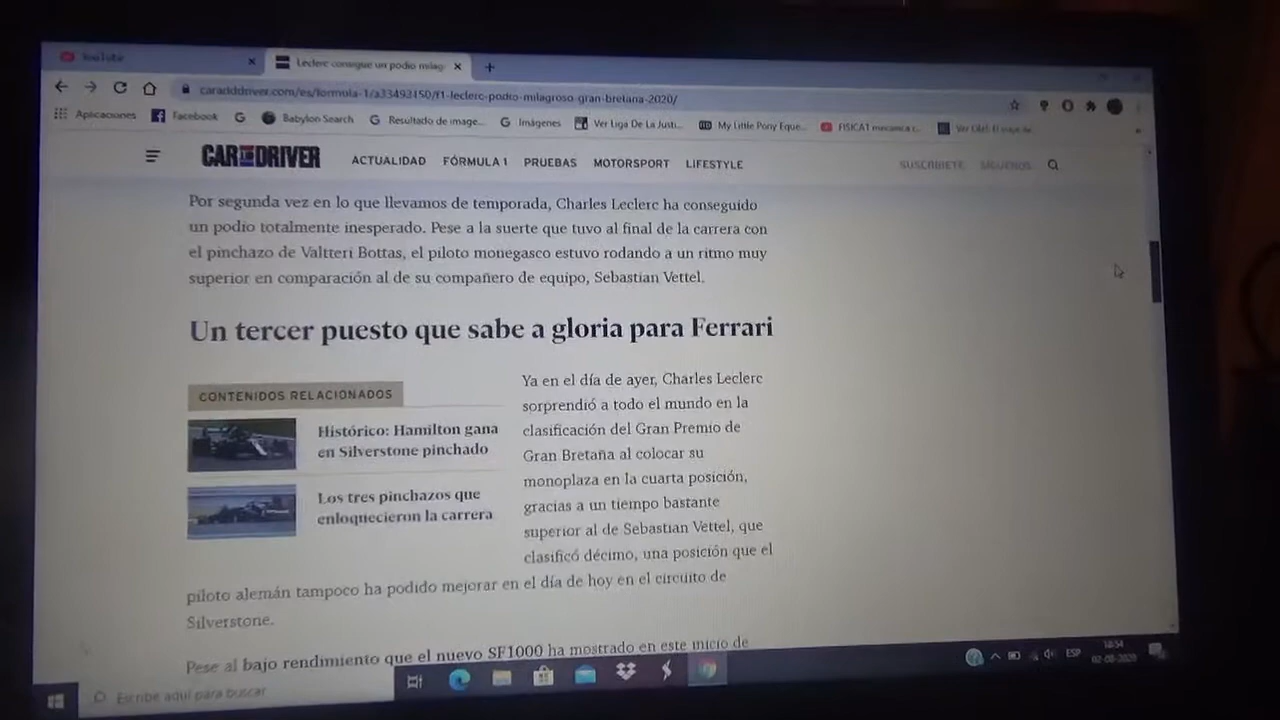 YouTube
Leclerc consigue un podio milag
caranddriver.com/es/formula-1/a33492150/f1-leclerc-podio-milagroso-gran-bretana-2020/
Aplicaciones
Facebook
Babylon Search
Resultado de image...
Imágenes
Ver Liga De La Justi...
My Little Pony Eque...
CAR AND DRIVER
ACTUALIDAD
FÓRMULA 1
PRUEBAS
MOTORSPORT
LIFESTYLE
SUSCRÍBETE
SÍGUENOS
Por segunda vez en lo que llevamos de temporada, Charles Leclerc ha conseguido
un podio totalmente inesperado. Pese a la suerte que tuvo al final de la carrera con
el pinchazo de Valtteri Bottas, el piloto monegasco estuvo rodando a un ritmo muy
superior en comparación al de su compañero de equipo, Sebastian Vettel.
Un tercer puesto que sabe a gloria para Ferrari
CONTENIDOS RELACIONADOS
Histórico: Hamilton gana
en Silverstone pinchado
Los tres pinchazos que
enloquecieron la carrera
Ya en el día de ayer, Charles Leclerc
sorprendió a todo el mundo en la
clasificación del Gran Premio de
Gran Bretaña al colocar su
monoplaza en la cuarta posición,
gracias a un tiempo bastante
superior al de Sebastian Vettel, que
clasificó décimo, una posición que el
piloto alemán tampoco ha podido mejorar en el día de hoy en el circuito de
Silverstone.
Pese al bajo rendimiento que el nuevo SF1000 ha mostrado en este inicio de
Escribe aquí para buscar
ESP
18:54
02-08-2020